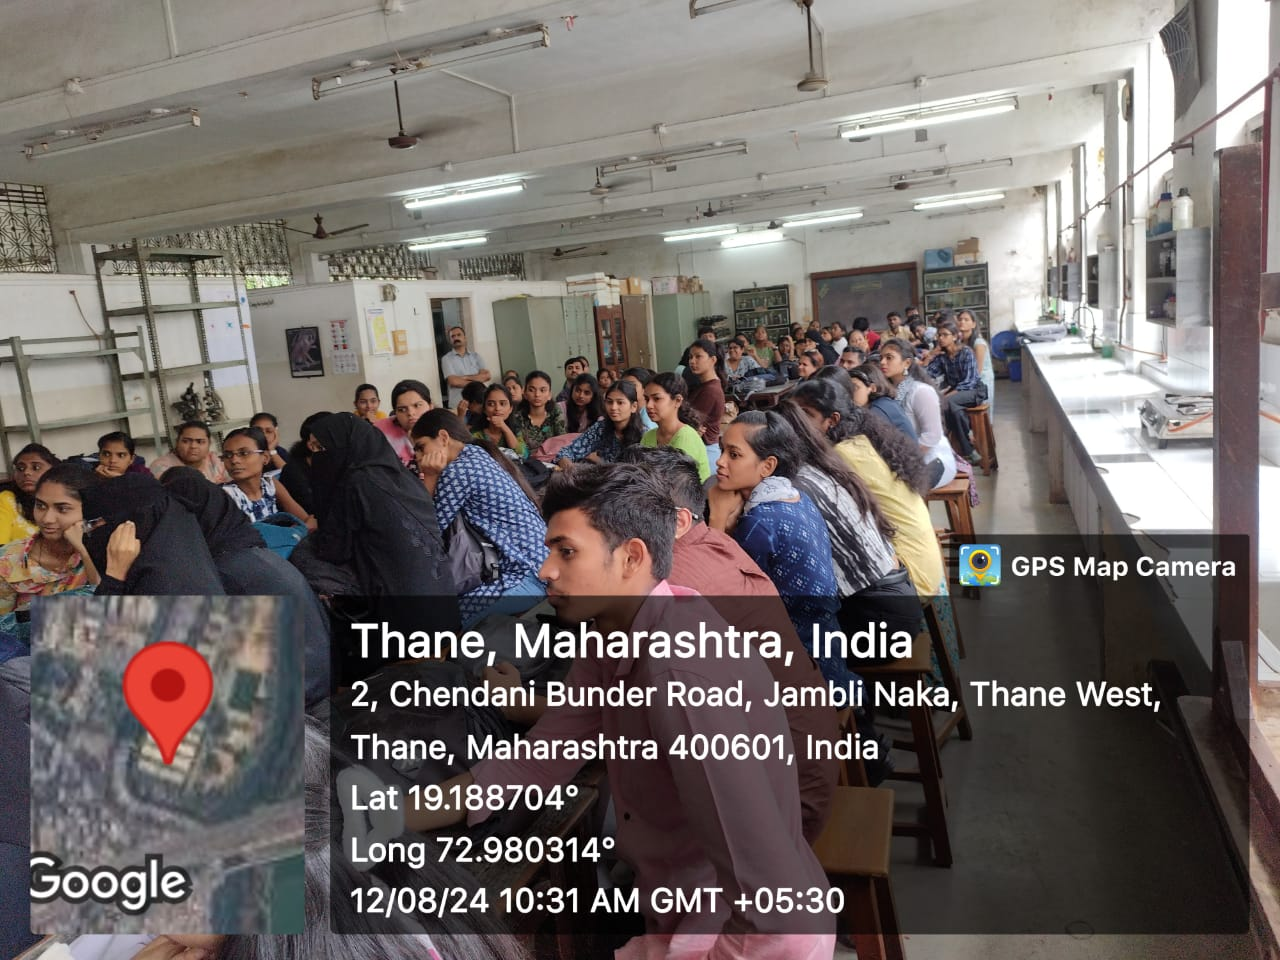 GPS Map Camera
Thane, Maharashtra, India
2, Chendani Bunder Road, Jambli Naka, Thane West,
Thane, Maharashtra 400601, India
Lat 19.188704°
Long 72.980314°
12/08/24 10:31 AM GMT +05:30
Google